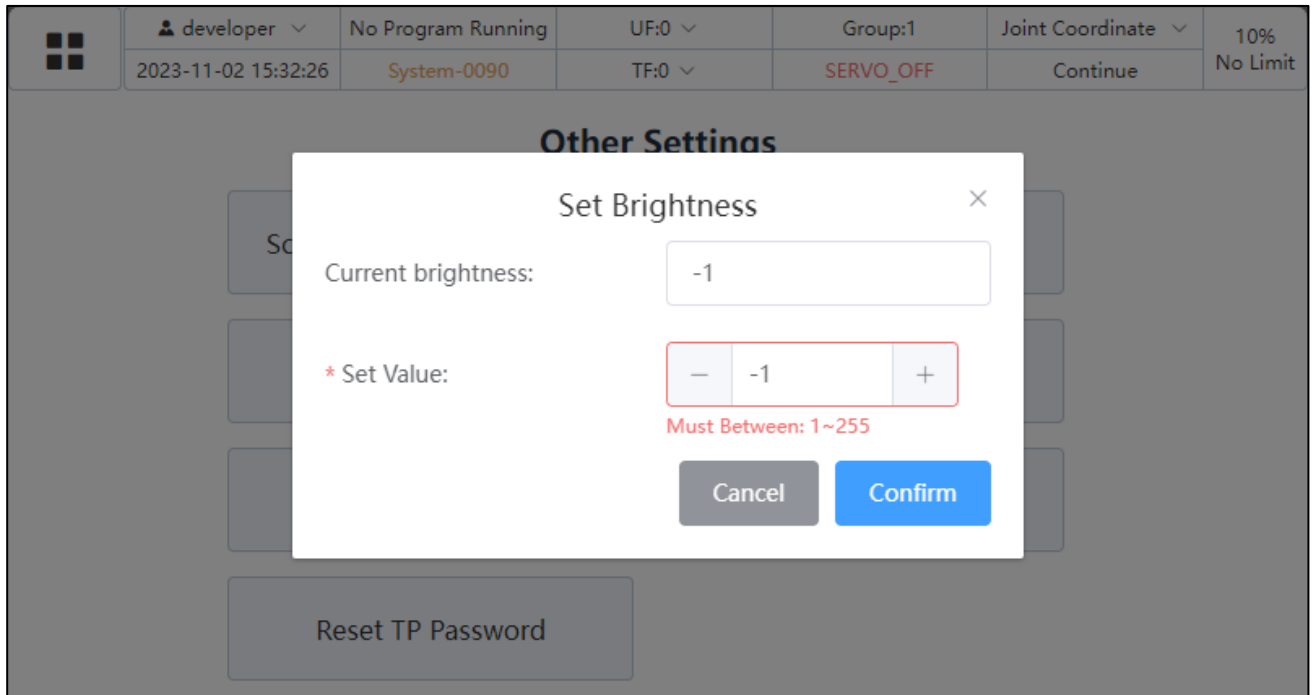 developer
No Program Running
UF:0
Group:1
Joint Coordinate
10%
No Limit
2023-11-02 15:32:26
System-0090
TF:0
SERVO_OFF
Continue
Other Settings
Set Brightness
Sc
Current brightness:
-1
* Set Value:
-1
Must Between: 1~255
Cancel
Confirm
Reset TP Password